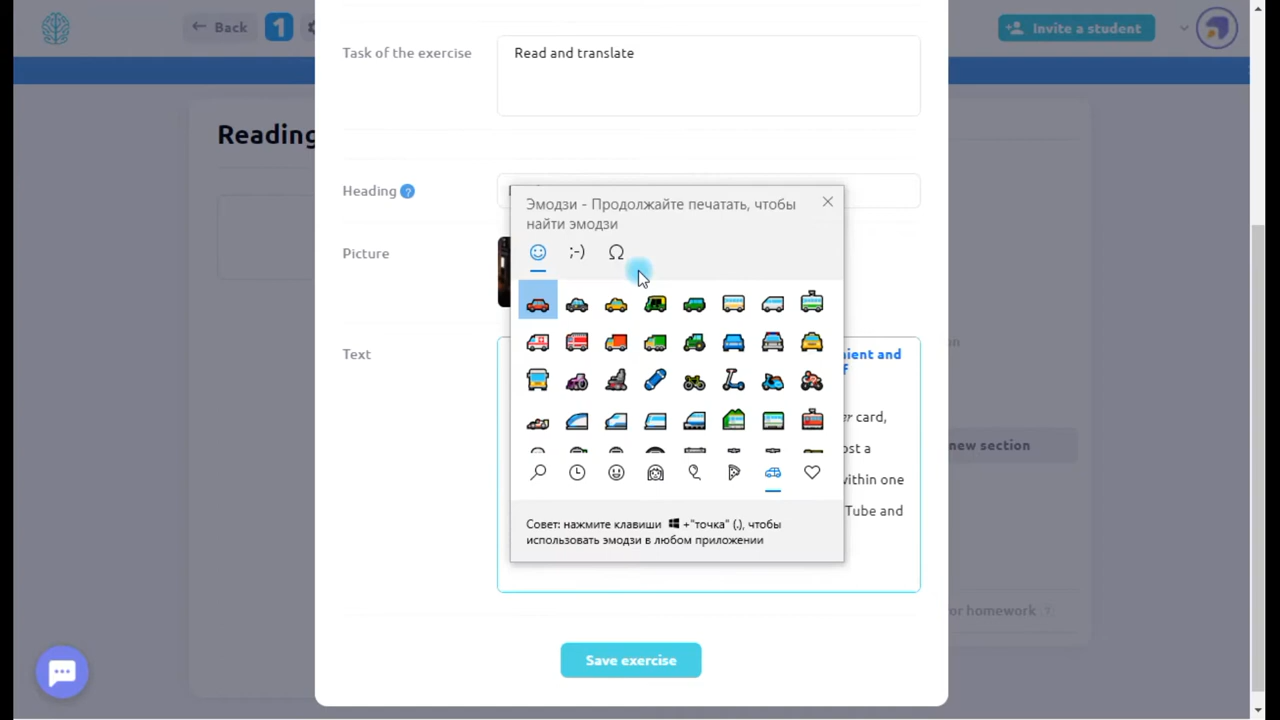 Back
1
Invite a student
Task of the exercise
Read and translate
Reading
Heading ?
Эмодзи - Продолжайте печатать, чтобы
найти эмодзи
;-)
Ω
Picture
Text
ient and
card,
ost a
new section
within one
Tube and
Совет: нажмите клавиши +"точка" (.), чтобы
использовать эмодзи в любом приложении
or homework ?
Save exercise